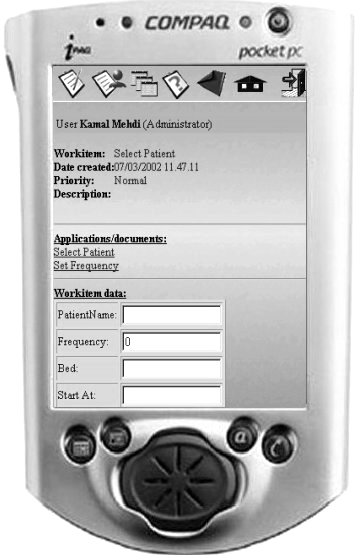 COMPAQ
iPAQ
pocket pc
User Kamal Mehdi (Administrator)
Workitem: Select Patient
Date created:07/03/2002 11.47.11
Priority: Normal
Description:
Applications/documents:
Select Patient
Set Frequency
Workitem data:
PatientName:
Frequency: 0
Bed:
Start At: